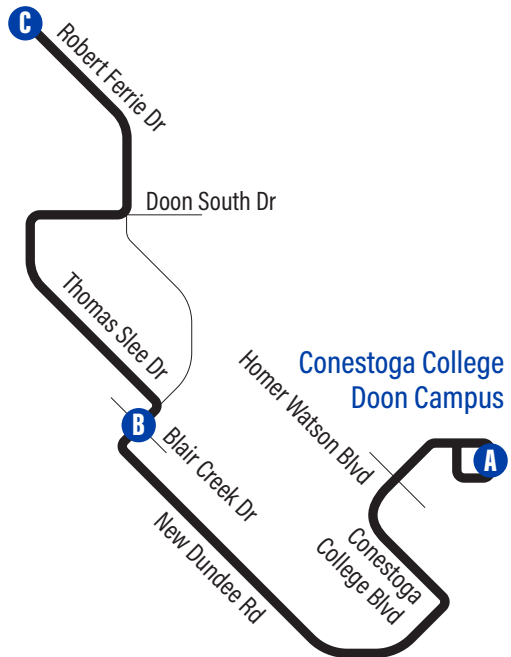 C
Robert Ferrie Dr
Doon South Dr
Thomas Slee Dr
Homer Watson Blvd
Conestoga College
Doon Campus
B
Blair Creek Dr
A
New Dundee Rd
Conestoga
College Blvd